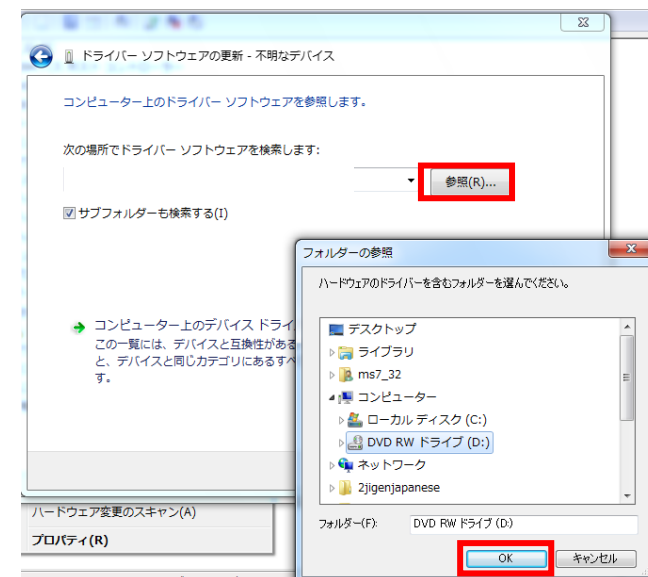 ドライバー ソフトウェアの更新 - 不明なデバイス
コンピューター上のドライバー ソフトウェアを参照します。
次の場所でドライバー ソフトウェアを検索します:
参照(R)...
サブフォルダーも検索する(I)
コンピューター上のデバイス ドライ
この一覧には、デバイスと互換性がある
と、デバイスと同じカテゴリにあるすべ
す。
ハードウェア変更のスキャン(A)
プロパティ(R)
フォルダーの参照
ハードウェアのドライバーを含むフォルダーを選んでください。
デスクトップ
ライブラリ
ms7_32
コンピューター
ローカル ディスク (C:)
DVD RW ドライブ (D:)
ネットワーク
2jigenjapanese
フォルダー(F): DVD RW ドライブ (D:)
OK キャンセル